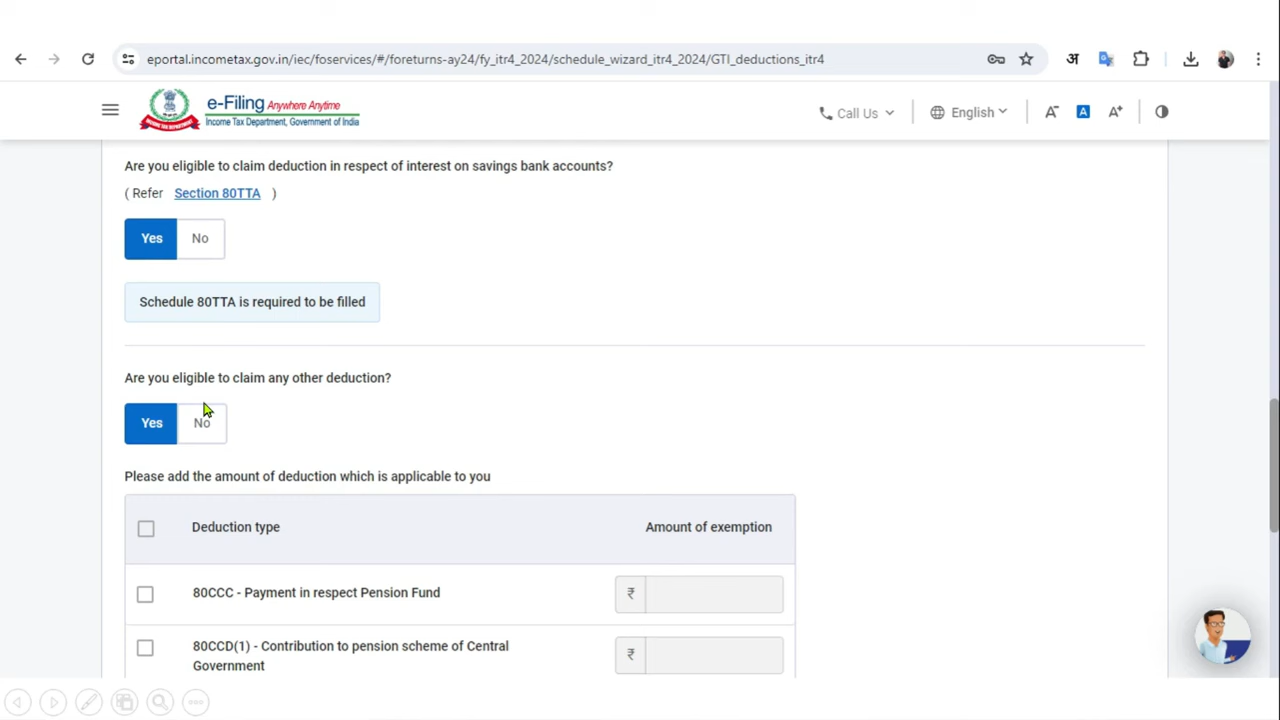 eportal.incometax.gov.in/iec/foservices/#/foreturns-ay24/fy_itr4_2024/schedule_wizard_itr4_2024/GTI_deductions_itr4
अ
e-Filing Anywhere Anytime
Income Tax Department, Government of India
Call Us
English
A-
A
A+
Are you eligible to claim deduction in respect of interest on savings bank accounts?
( Refer Section 80TTA )
Yes No
Schedule 80TTA is required to be filled
Are you eligible to claim any other deduction?
Yes No
Please add the amount of deduction which is applicable to you
Deduction type Amount of exemption
80CCC - Payment in respect Pension Fund ₹
80CCD(1) - Contribution to pension scheme of Central ₹
Government